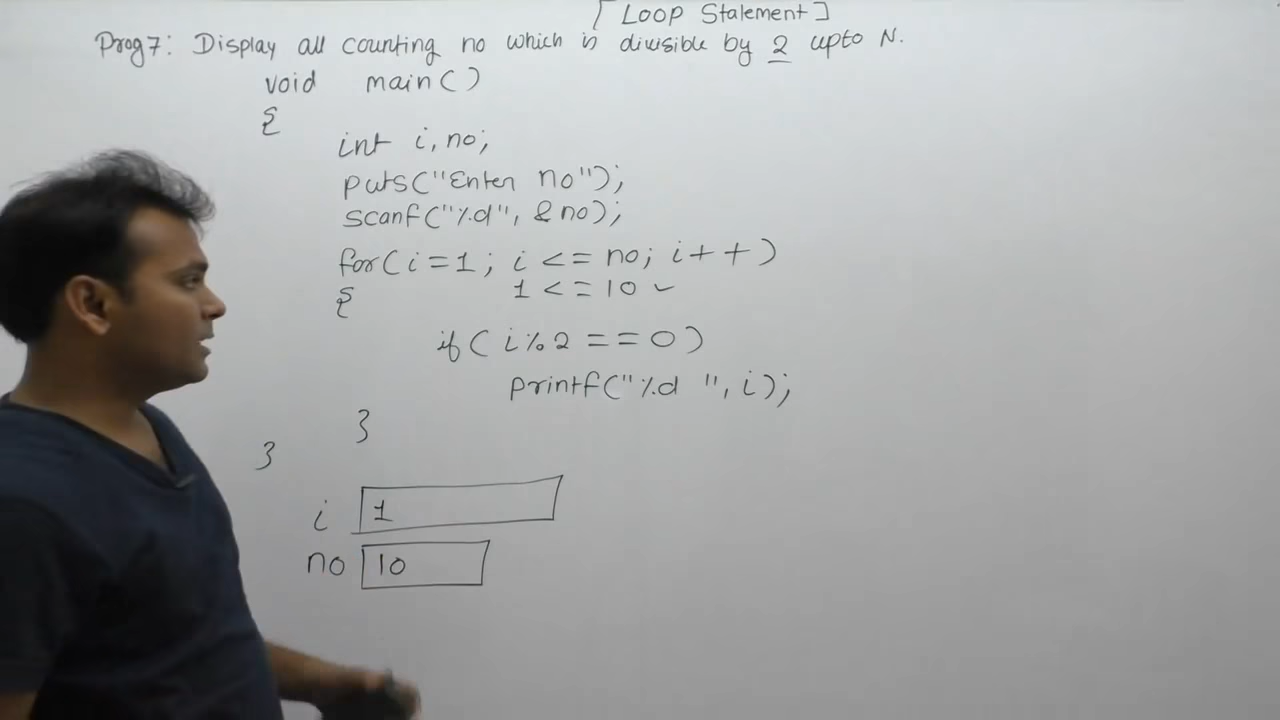 [Loop Statement]
Prog7: Display all counting no which is divisible by 2 upto N.
void main()
{
int i, no;
puts("Enter no");
scanf("%d", &no);
for(i=1; i <= no; i++)
{
1 <= 10 ✓
if(i%2 == 0)
printf("%d ", i);
}
}
i 1
no 10